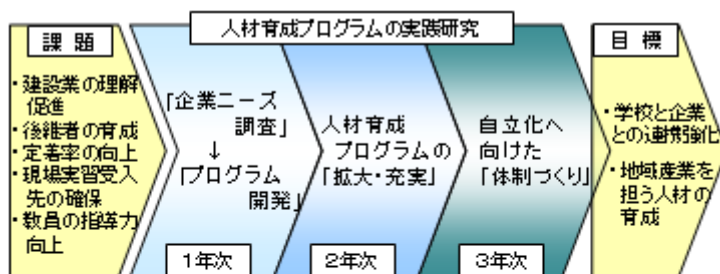 人材育成プログラムの実践研究
課題
・建設業の理解
促進
・後継者の育成
・定着率の向上
・現場実習受入
先の確保
・教員の指導力
向上
「企業ニーズ
調査」
↓
「プログラム
開発」
1年次
人材育成
プログラムの
「拡大・充実」
2年次
自立化へ
向けた
「体制づくり」
3年次
目標
・学校と企業
との連携強化
・地域産業を
担う人材の
育成